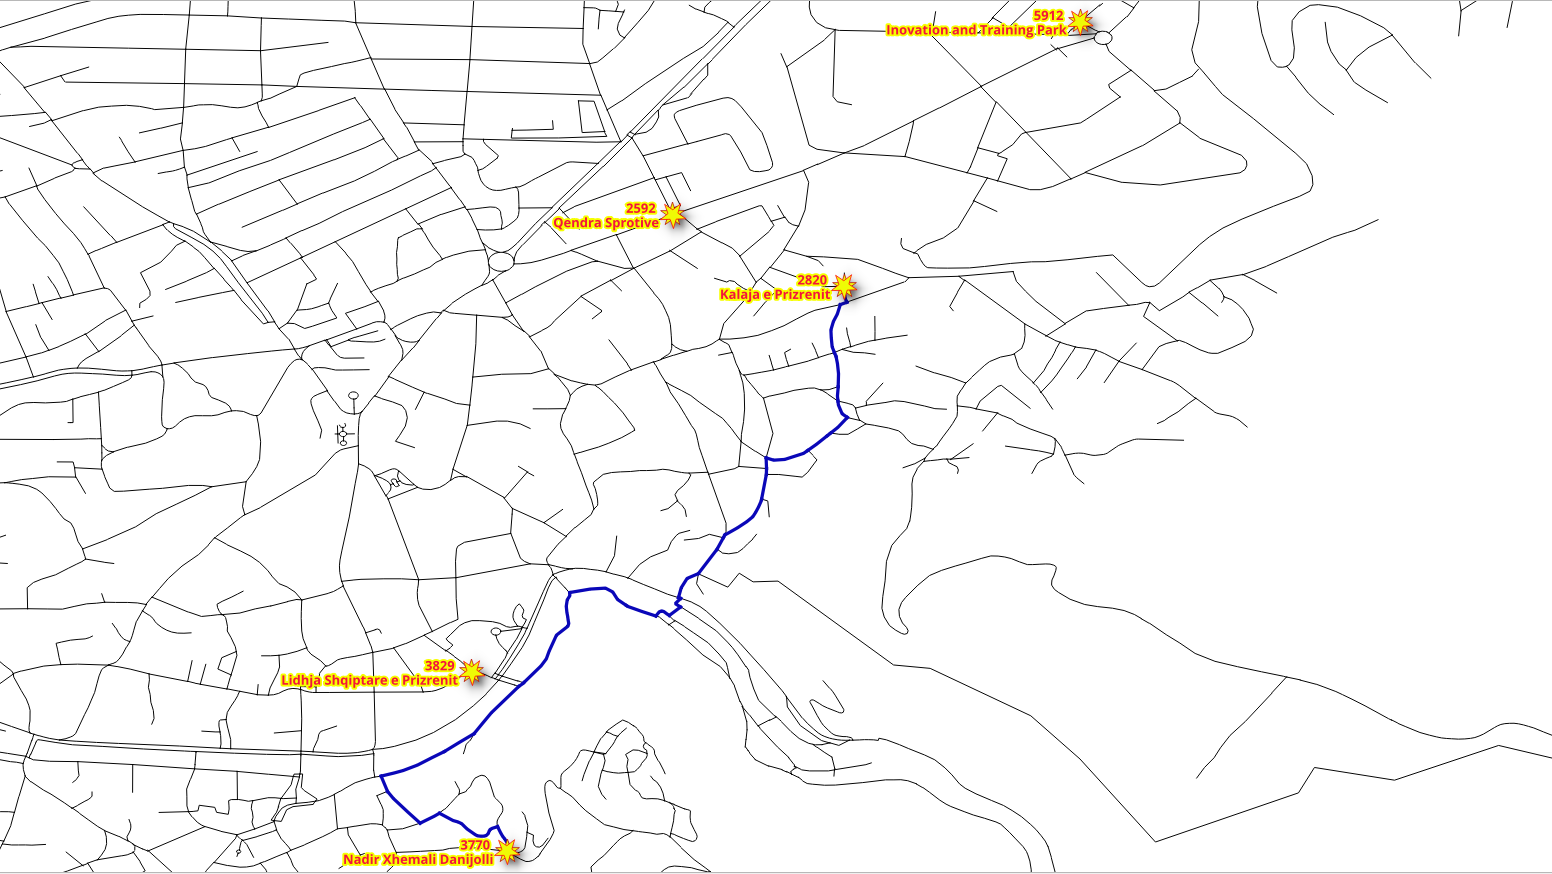 5912
Inovation and Training Park
2592
Qendra Sprotive
2820
Kalaja e Prizrenit
3829
Lidhja Shqiptare e Prizrenit
3770
Nadir Xhemali Danijolli